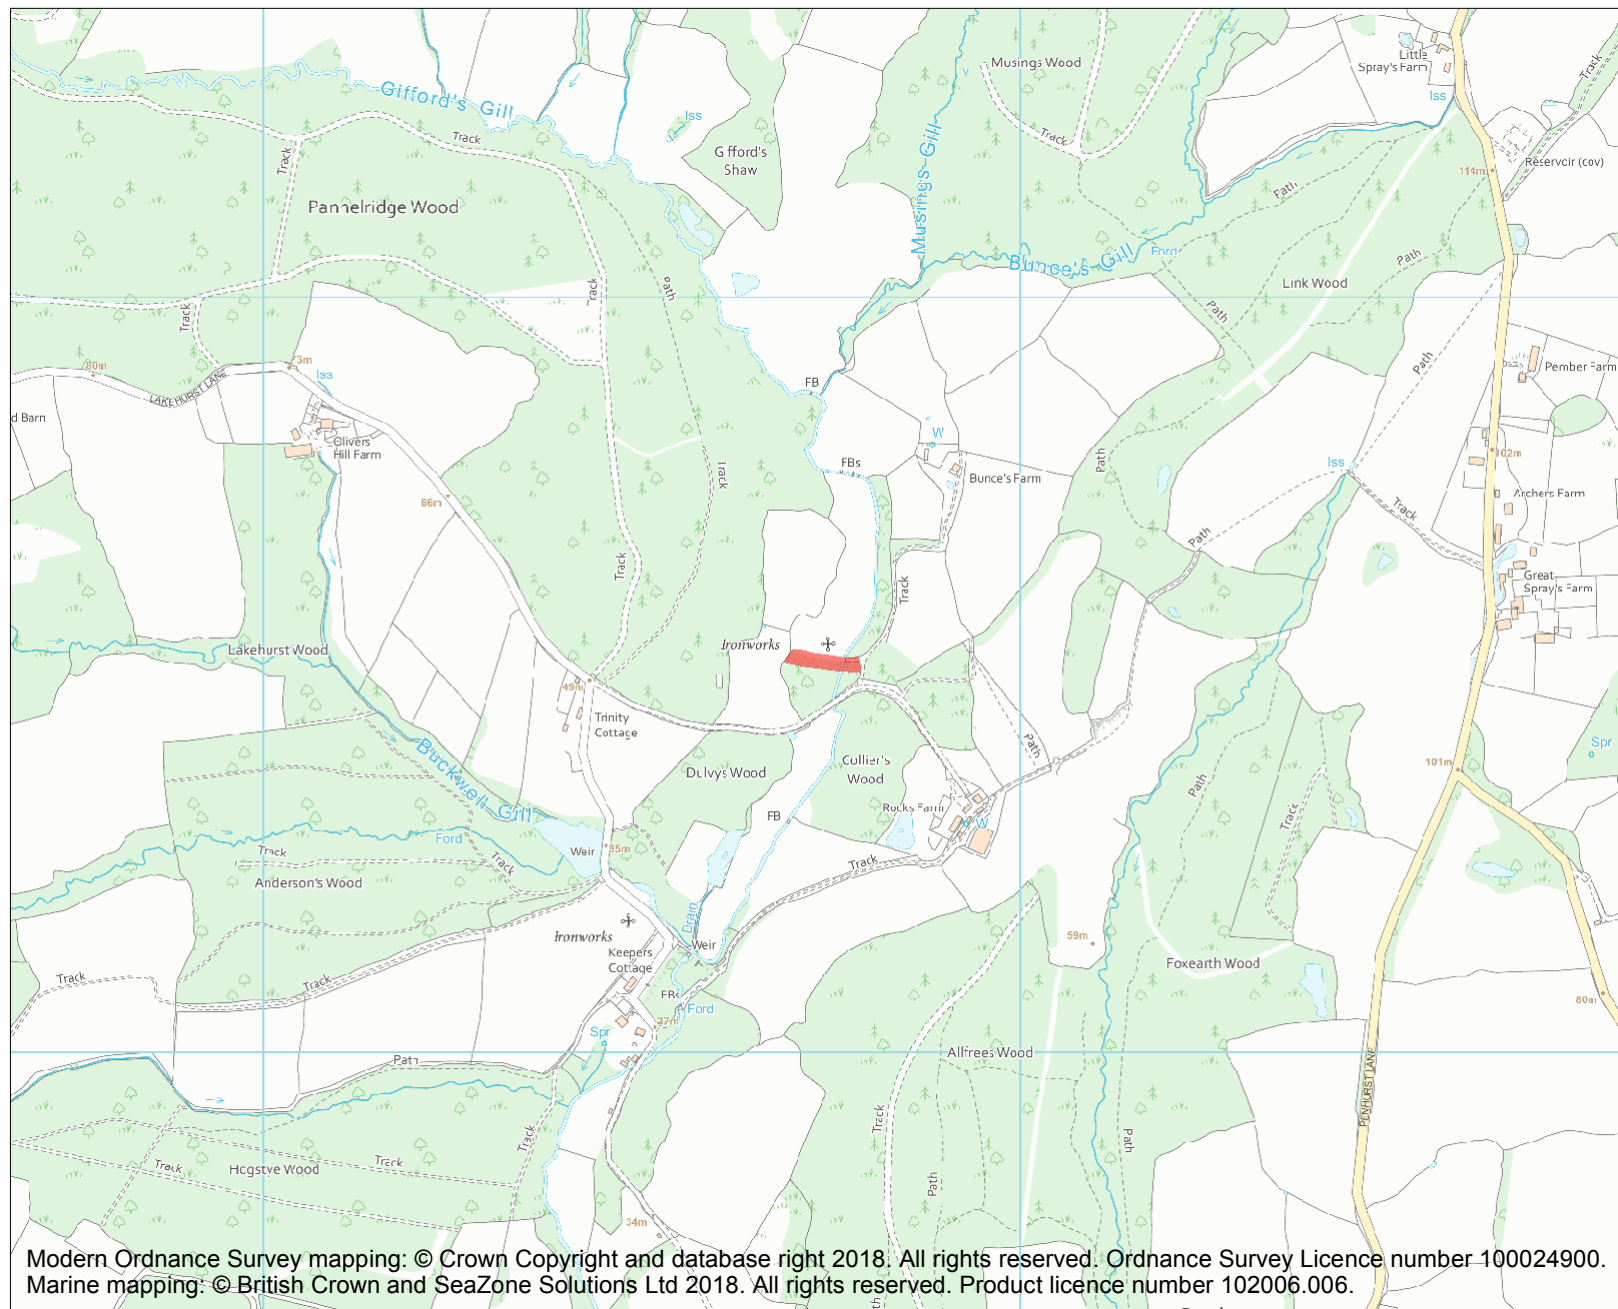 Little
Spray's Farm
Iss
Track
Musings Wood
Gifford's Gill
Iss
Track
Track
Gifford's
Shaw
Musings Gill
Track
Reservoir (cov)
114m
Path
Pannelridge Wood
Bunce's Gill
Ford
Path
Link Wood
Path
Path
Track
Track
73m
80m
Iss
LAKEHURST LANE
FB
Path
Pember Farm
d Barn
Olivers
Hill Farm
W
FBs
Bunce's Farm
Path
Iss
102m
Track
66m
Track
Archers Farm
Path
Track
Track
Great
Spray's Farm
Ironworks
Lakehurst Wood
49m
Trinity
Cottage
Path
Spr
Buckwell Gill
Dulvys Wood
Collier's
Wood
101m
Path
Rocks Farm
W
FB
Track
Ford
Track
Weir
35m
Track
Track
Anderson's Wood
Drain
Ironworks
Weir
59m
Keepers
Cottage
Foxearth Wood
Track
Track
FBs
Ford
80m
27m
Spr
Path
Allfrees Wood
PENHURST LANE
Track
Track
Path
Path
Track
Track
Hogstye Wood
34m
Modern Ordnance Survey mapping: © Crown Copyright and database right 2018. All rights reserved. Ordnance Survey Licence number 100024900.
Marine mapping: © British Crown and SeaZone Solutions Ltd 2018. All rights reserved. Product licence number 102006.006.